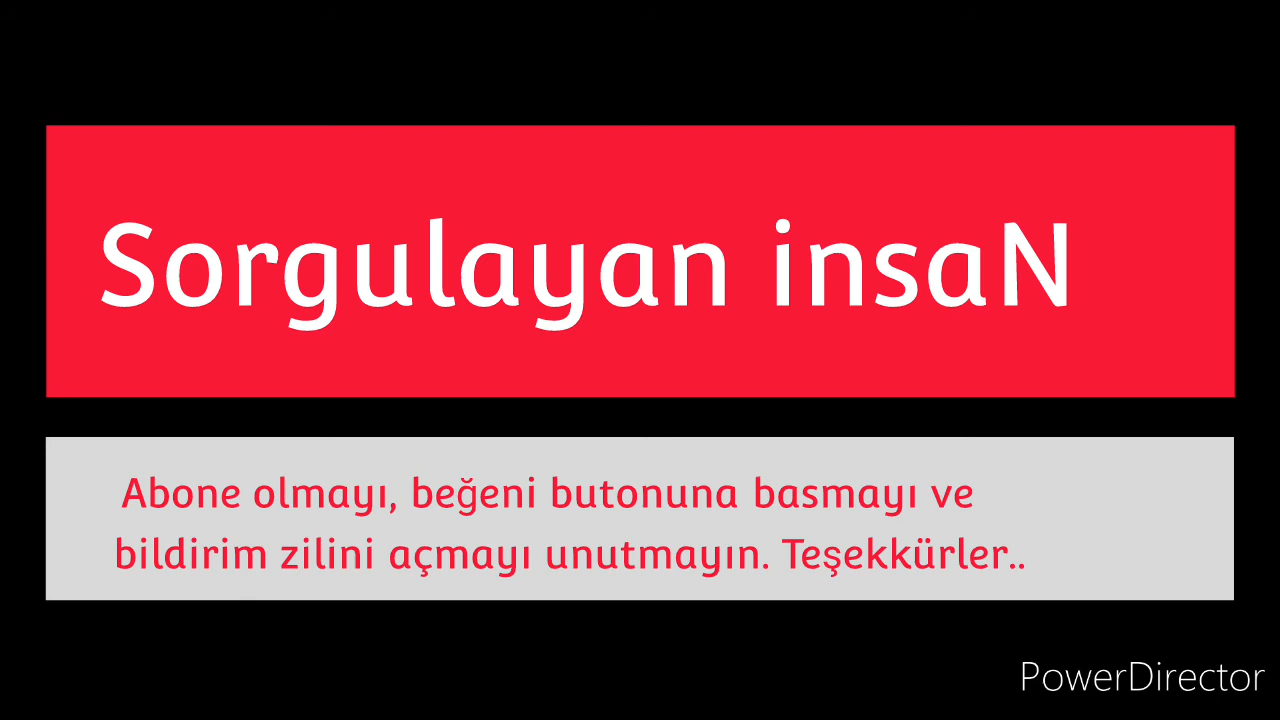 Sorgulayan insaN
Abone olmayı, beğeni butonuna basmayı ve
bildirim zilini açmayı unutmayın. Teşekkürler..
PowerDirector